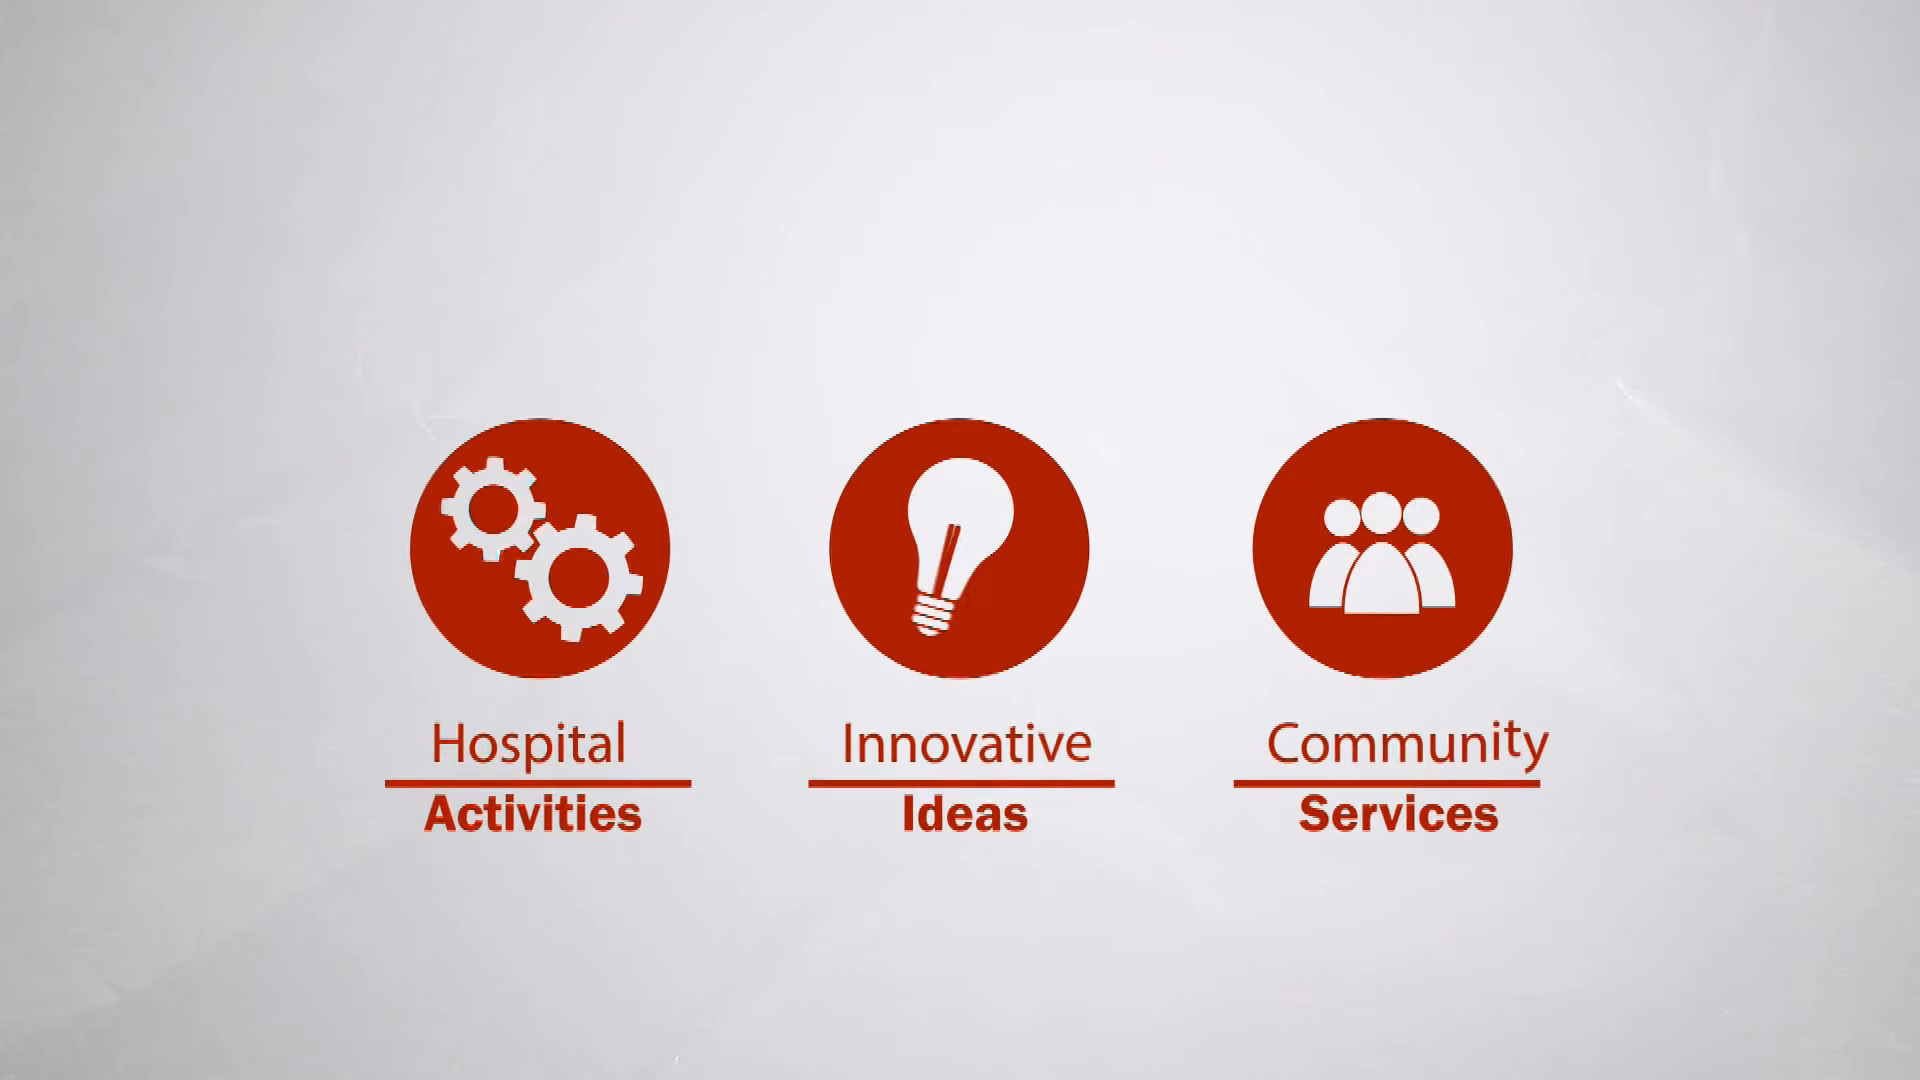 Hospital
Activities
Innovative
Ideas
Community
Services